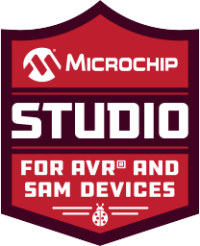 MICROCHIP
STUDIO
FOR AVR® AND
SAM DEVICES